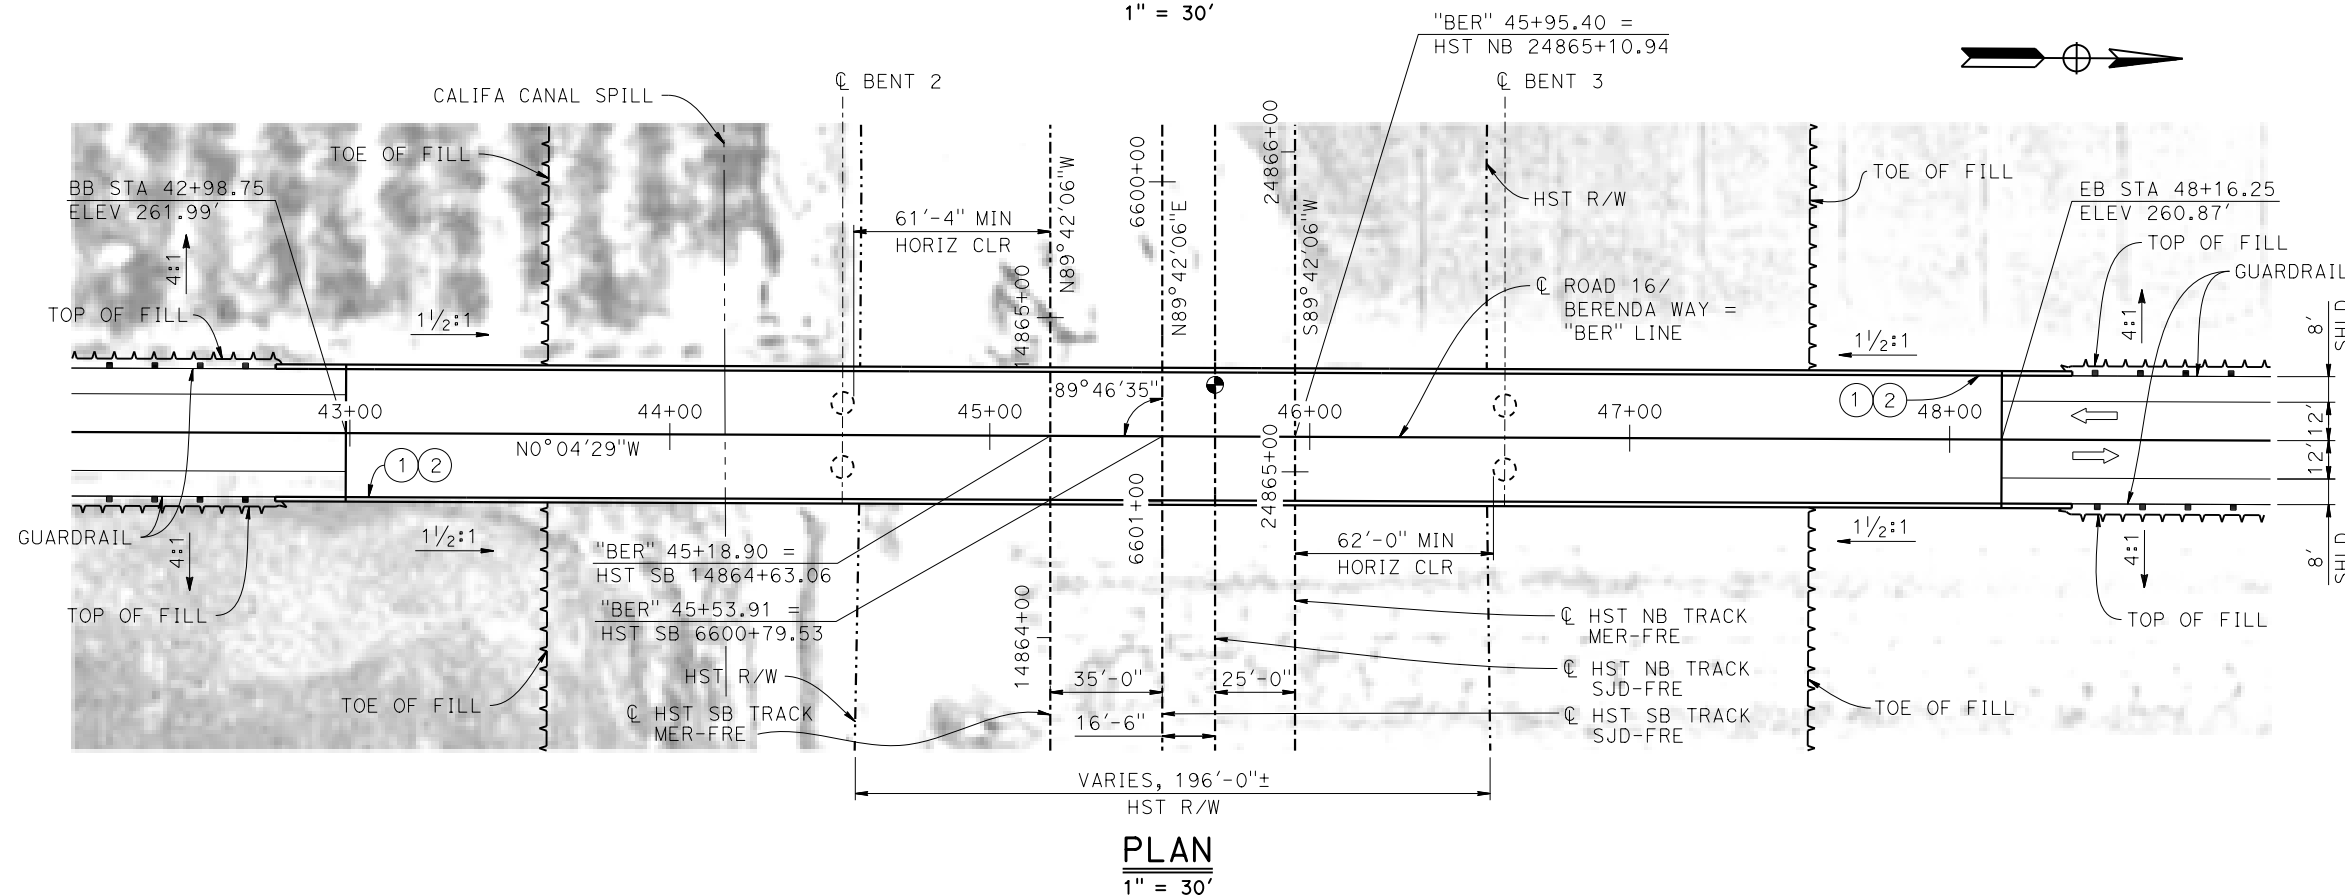 1" = 30'
"BER" 45+95.40 =
HST NB 24865+10.94
℄ BENT 2
℄ BENT 3
CALIFA CANAL SPILL
TOE OF FILL
BB STA 42+98.75
ELEV 261.99'
61'-4" MIN
HORIZ CLR
14865+00
N89°42'06"W
6600+00
N89°42'06"E
24866+00
S89°42'06"W
HST R/W
TOE OF FILL
EB STA 48+16.25
ELEV 260.87'
TOP OF FILL
GUARDRAIL
4:1
TOP OF FILL
1½:1
℄ ROAD 16/
BERENDA WAY =
"BER" LINE
4:1
1½:1
8'
SHLD
89°46'35"
43+00
44+00
45+00
46+00
47+00
48+00
1 2
12'
N0°04'29"W
1 2
12'
GUARDRAIL
4:1
1½:1
TOP OF FILL
"BER" 45+18.90 =
HST SB 14864+63.06
"BER" 45+53.91 =
HST SB 6600+79.53
6601+00
24865+00
14864+00
62'-0" MIN
HORIZ CLR
1½:1
4:1
8'
SHLD
TOP OF FILL
℄ HST NB TRACK
MER-FRE
℄ HST NB TRACK
SJD-FRE
HST R/W
35'-0"
25'-0"
TOE OF FILL
℄ HST SB TRACK
MER-FRE
16'-6"
℄ HST SB TRACK
SJD-FRE
TOE OF FILL
VARIES, 196'-0"±
HST R/W
PLAN
1" = 30'